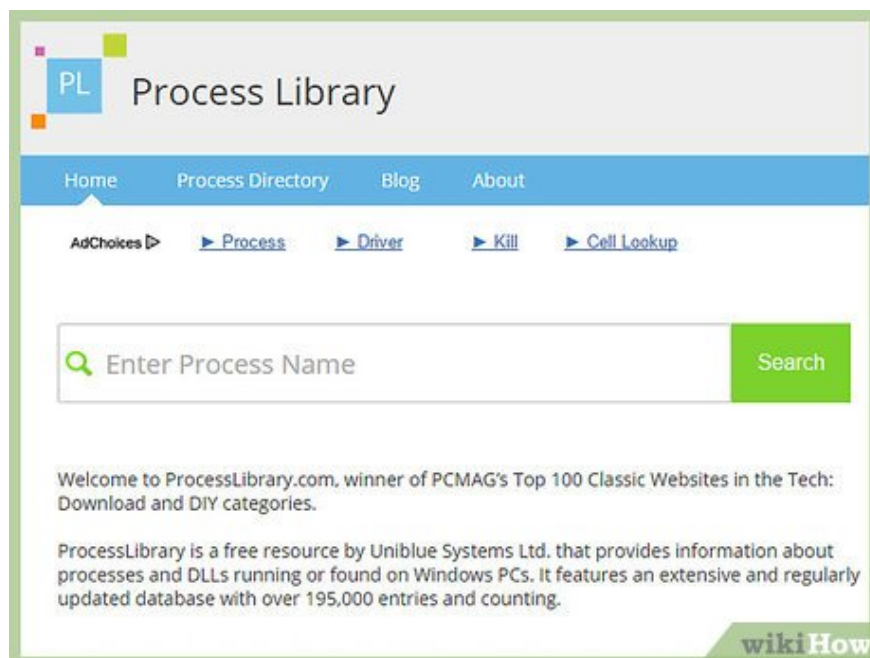 PL
Process Library
Home Process Directory Blog About
AdChoices ► Process ► Driver ► Kill ► Cell Lookup
Enter Process Name Search
Welcome to ProcessLibrary.com, winner of PCMAG's Top 100 Classic Websites in the Tech:
Download and DIY categories.
ProcessLibrary is a free resource by Uniblue Systems Ltd. that provides information about
processes and DLLs running or found on Windows PCs. It features an extensive and regularly
updated database with over 195,000 entries and counting.
wikiHow